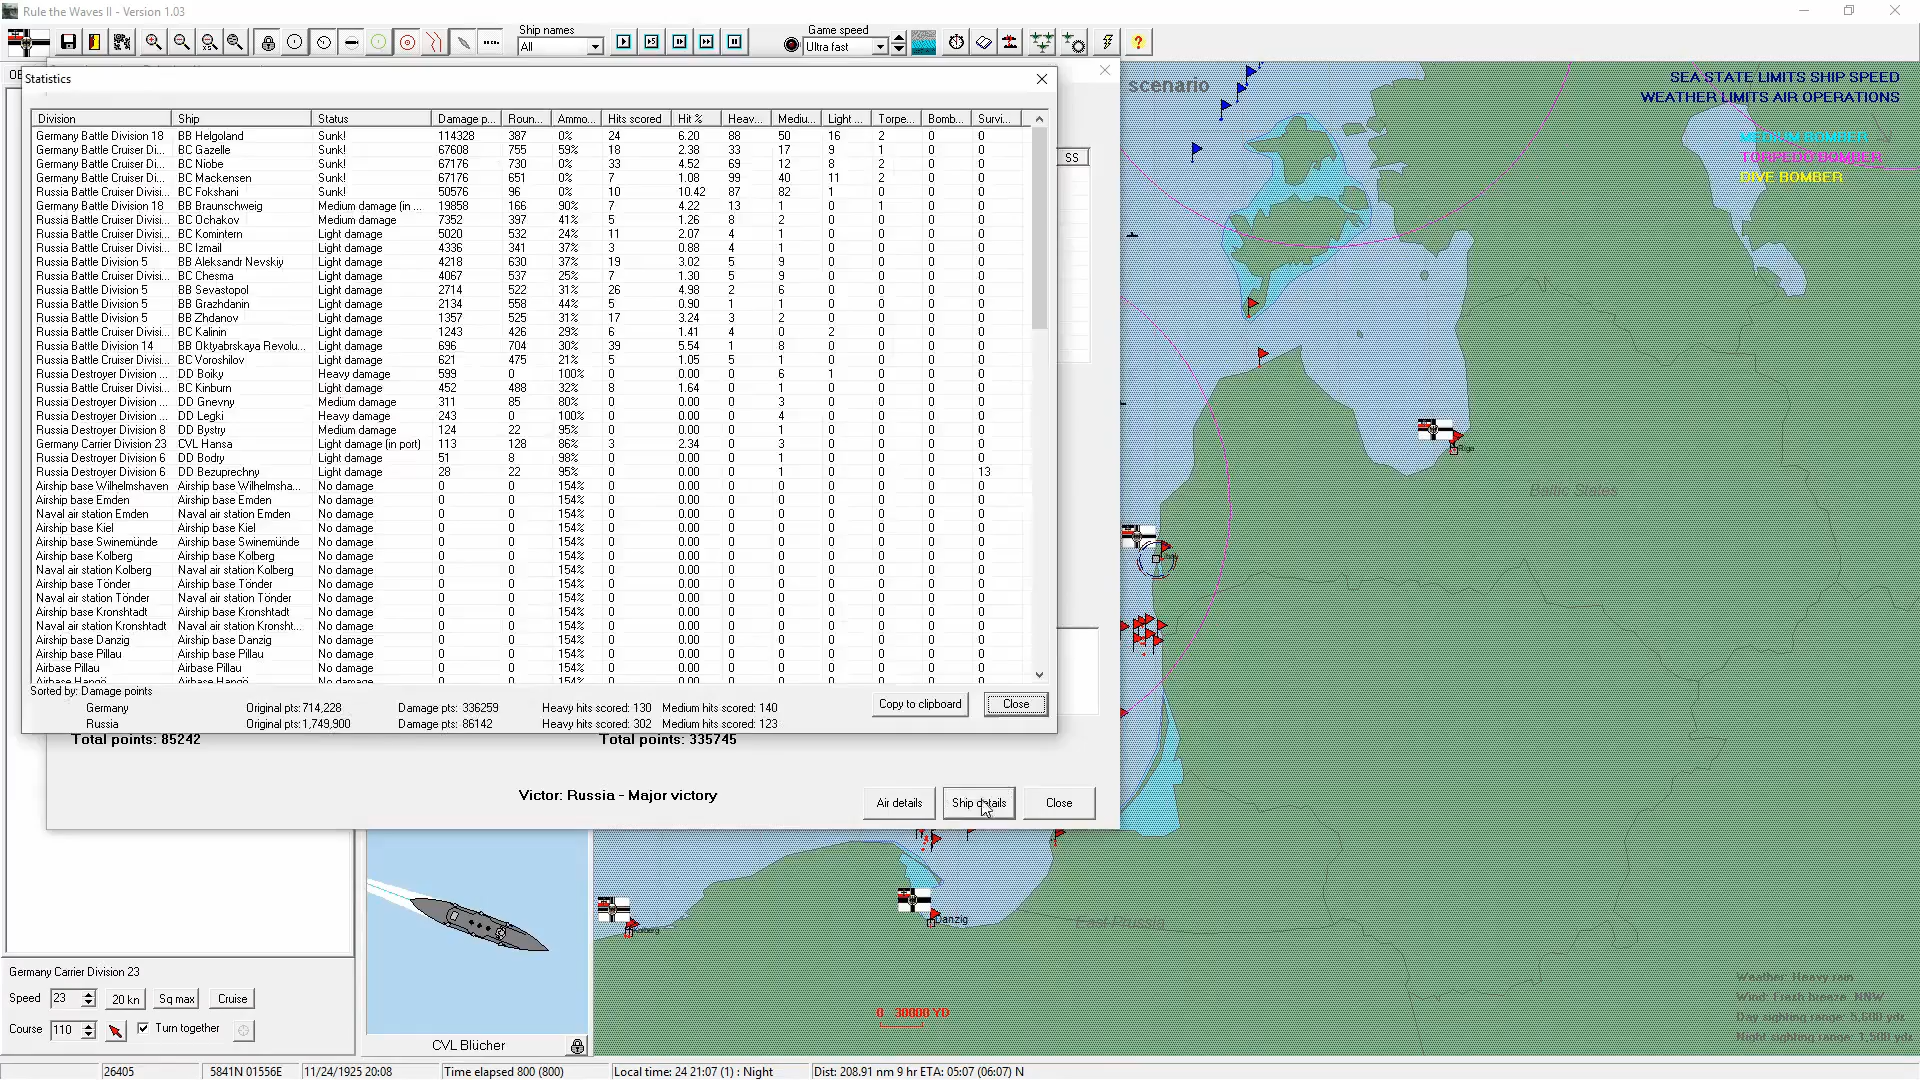 Rule the Waves II - Version 1.03
Ship names
All
Game speed
Ultra fast
Statistics
scenario
SEA STATE LIMITS SHIP SPEED
WEATHER LIMITS AIR OPERATIONS
MEDIUM BOMBER
TORPEDO BOMBER
DIVE BOMBER
SS
Division Ship Status Damage p... Roun... Ammo... Hits scored Hit % Heav... Mediu... Light ... Torpe... Bomb... Survi...
Germany Battle Division 18 BB Helgoland Sunk! 114328 387 0% 24 6.20 88 50 16 2 0 0
Germany Battle Cruiser Di... BC Gazelle Sunk! 67608 755 59% 18 2.38 33 17 9 1 0 0
Germany Battle Cruiser Di... BC Niobe Sunk! 67176 730 0% 33 4.52 69 12 8 2 0 0
Germany Battle Cruiser Di... BC Mackensen Sunk! 67176 651 0% 7 1.08 99 40 11 2 0 0
Russia Battle Cruiser Divisi... BC Fokshani Sunk! 50576 96 0% 10 10.42 87 82 1 0 0 0
Germany Battle Division 18 BB Braunschweig Medium damage (in ... 19858 166 90% 7 4.22 13 1 0 1 0 0
Russia Battle Cruiser Divisi... BC Ochakov Medium damage 7352 397 41% 5 1.26 8 2 0 0 0 0
Russia Battle Cruiser Divisi... BC Komintern Light damage 5020 532 24% 11 2.07 4 1 0 0 0 0
Russia Battle Cruiser Divisi... BC Izmail Light damage 4336 341 37% 3 0.88 4 1 0 0 0 0
Russia Battle Division 5 BB Aleksandr Nevskiy Light damage 4218 630 37% 19 3.02 5 9 0 0 0 0
Russia Battle Cruiser Divisi... BC Chesma Light damage 4067 537 25% 7 1.30 5 9 0 0 0 0
Russia Battle Division 5 BB Sevastopol Light damage 2714 522 31% 26 4.98 2 6 0 0 0 0
Russia Battle Division 5 BB Grazhdanin Light damage 2134 558 44% 5 0.90 1 1 0 0 0 0
Russia Battle Division 5 BB Zhdanov Light damage 1357 525 31% 17 3.24 3 2 0 0 0 0
Russia Battle Cruiser Divisi... BC Kalinin Light damage 1243 426 29% 6 1.41 4 0 2 0 0 0
Russia Battle Division 14 BB Oktyabrskaya Revolu... Light damage 696 704 30% 39 5.54 1 8 0 0 0 0
Russia Battle Cruiser Divisi... BC Voroshilov Light damage 621 475 21% 5 1.05 5 1 0 0 0 0
Russia Destroyer Division ... DD Boiky Heavy damage 599 0 100% 0 0.00 0 6 1 0 0 0
Russia Battle Cruiser Divisi... BC Kinburn Light damage 452 488 32% 8 1.64 0 1 0 0 0 0
Russia Destroyer Division ... DD Gnevny Medium damage 311 85 80% 0 0.00 0 3 0 0 0 0
Russia Destroyer Division ... DD Legki Heavy damage 243 0 100% 0 0.00 0 4 0 0 0 0
Russia Destroyer Division 8 DD Bystry Medium damage 124 22 95% 0 0.00 0 1 0 0 0 0
Germany Carrier Division 23 CVL Hansa Light damage (in port) 113 128 86% 3 2.34 0 3 0 0 0 0
Russia Destroyer Division 6 DD Bodry Light damage 51 8 98% 0 0.00 0 1 0 0 0 0
Russia Destroyer Division 6 DD Bezuprechny Light damage 28 22 95% 0 0.00 0 1 0 0 0 13
Airship base Wilhelmshaven Airship base Wilhelmsha... No damage 0 0 154% 0 0.00 0 0 0 0 0 0
Airship base Emden Airship base Emden No damage 0 0 154% 0 0.00 0 0 0 0 0 0
Naval air station Emden Naval air station Emden No damage 0 0 154% 0 0.00 0 0 0 0 0 0
Airship base Kiel Airship base Kiel No damage 0 0 154% 0 0.00 0 0 0 0 0 0
Airship base Swinemünde Airship base Swinemünde No damage 0 0 154% 0 0.00 0 0 0 0 0 0
Airship base Kolberg Airship base Kolberg No damage 0 0 154% 0 0.00 0 0 0 0 0 0
Naval air station Kolberg Naval air station Kolberg No damage 0 0 154% 0 0.00 0 0 0 0 0 0
Airship base Tönder Airship base Tönder No damage 0 0 154% 0 0.00 0 0 0 0 0 0
Naval air station Tönder Naval air station Tönder No damage 0 0 154% 0 0.00 0 0 0 0 0 0
Airship base Kronshtadt Airship base Kronshtadt No damage 0 0 154% 0 0.00 0 0 0 0 0 0
Naval air station Kronshtadt Naval air station Kronsht... No damage 0 0 154% 0 0.00 0 0 0 0 0 0
Airship base Danzig Airship base Danzig No damage 0 0 154% 0 0.00 0 0 0 0 0 0
Airship base Pillau Airship base Pillau No damage 0 0 154% 0 0.00 0 0 0 0 0 0
Airbase Pillau Airbase Pillau No damage 0 0 154% 0 0.00 0 0 0 0 0 0
Airbase Hangö Airbase Hangö No damage 0 0 154% 0 0.00 0 0 0 0 0 0
Sorted by: Damage points
Germany Original pts:714,228 Damage pts: 336259 Heavy hits scored: 130 Medium hits scored: 140
Russia Original pts:1,749,900 Damage pts: 86142 Heavy hits scored: 302 Medium hits scored: 123
Copy to clipboard
Close
Total points: 85242
Total points: 335745
Victor: Russia - Major victory
Air details
Ship details
Close
Baltic States
Riga
Danzig
East Prussia
Kolberg
0 30000 YD
Weather: Heavy rain
Wind: Fresh breeze NNW
Day sighting range: 5,600 yds
Night sighting range: 1,500 yds
Germany Carrier Division 23
Speed 23 20 kn Sq max Cruise
Course 110 Turn together
CVL Blücher
26405 5841N 01556E 11/24/1925 20:08 Time elapsed 800 (800) Local time: 24 21:07 (1) : Night Dist: 208.91 nm 9 hr ETA: 05:07 (06:07) N